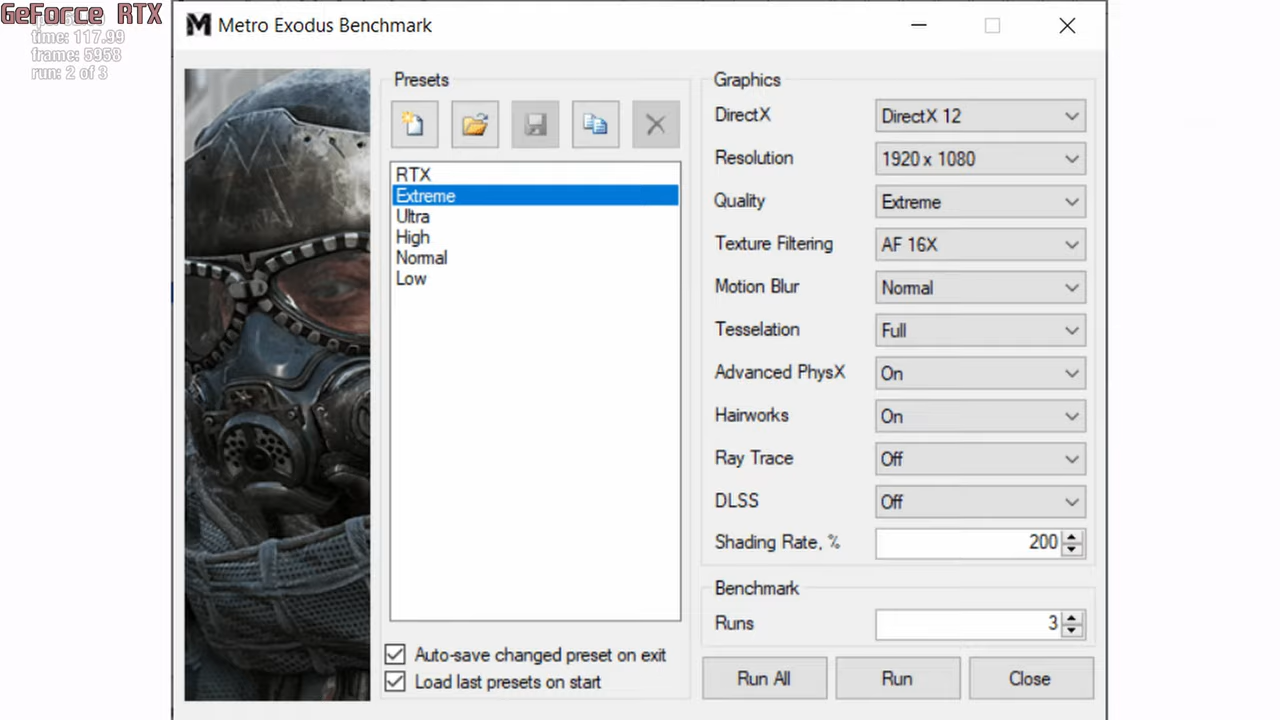 GeForce RTX
time: 117.99
frame: 5958
run: 2 of 3
Metro Exodus Benchmark
Presets
RTX
Extreme
Ultra
High
Normal
Low
Auto-save changed preset on exit
Load last presets on start
Graphics
DirectX DirectX 12
Resolution 1920 x 1080
Quality Extreme
Texture Filtering AF 16X
Motion Blur Normal
Tesselation Full
Advanced PhysX On
Hairworks On
Ray Trace Off
DLSS Off
Shading Rate, % 200
Benchmark
Runs 3
Run All Run Close